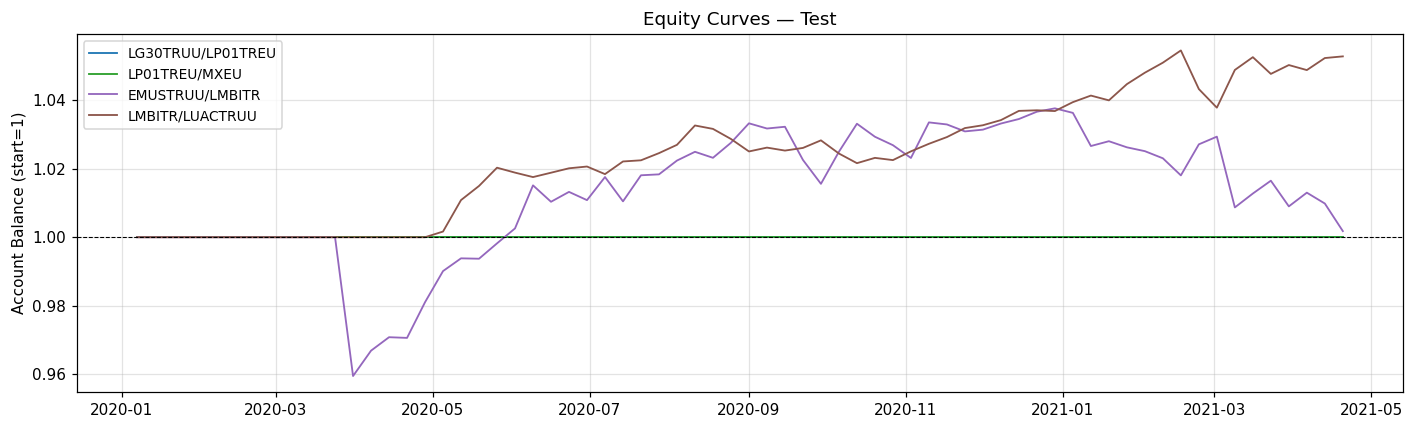 Equity Curves — Test
Account Balance (start=1)
LG30TRUU/LP01TREU
LP01TREU/MXEU
EMUSTRUU/LMBITR
LMBITR/LUACTRUU
1.04
1.02
1.00
0.98
0.96
2020-01 2020-03 2020-05 2020-07 2020-09 2020-11 2021-01 2021-03 2021-05